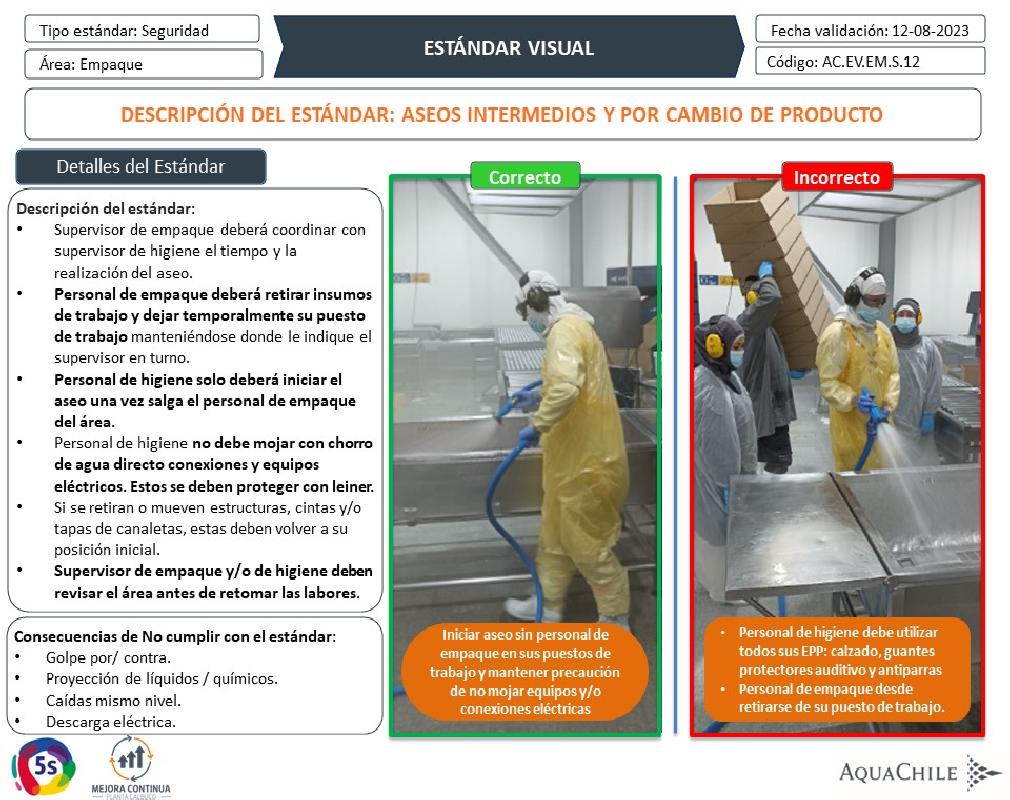 Tipo estándar: Seguridad
Área: Empaque
ESTÁNDAR VISUAL
Fecha validación: 12-08-2023
Código: AC.EV.EM.S.12
DESCRIPCIÓN DEL ESTÁNDAR: ASEOS INTERMEDIOS Y POR CAMBIO DE PRODUCTO
Detalles del Estándar
Descripción del estándar:
• Supervisor de empaque deberá coordinar con
supervisor de higiene el tiempo y la
realización del aseo.
• Personal de empaque deberá retirar insumos
de trabajo y dejar temporalmente su puesto
de trabajo manteniéndose donde le indique el
supervisor en turno.
• Personal de higiene solo deberá iniciar el
aseo una vez salga el personal de empaque
del área.
• Personal de higiene no debe mojar con chorro
de agua directo conexiones y equipos
eléctricos. Estos se deben proteger con leiner.
• Si se retiran o mueven estructuras, cintas y/o
tapas de canaletas, estas deben volver a su
posición inicial.
• Supervisor de empaque y/o de higiene deben
revisar el área antes de retomar las labores.
Consecuencias de No cumplir con el estándar:
• Golpe por/ contra.
• Proyección de líquidos / químicos.
• Caídas mismo nivel.
• Descarga eléctrica.
Correcto
Iniciar aseo sin personal de
empaque en sus puestos de
trabajo y mantener precaución
de no mojar equipos y/o
conexiones eléctricas
Incorrecto
• Personal de higiene debe utilizar
todos sus EPP: calzado, guantes
protectores auditivo y antiparras
• Personal de empaque desde
retirarse de su puesto de trabajo.
5s
MEJORA CONTINUA
PLANTA CALBUCO
AQUACHILE